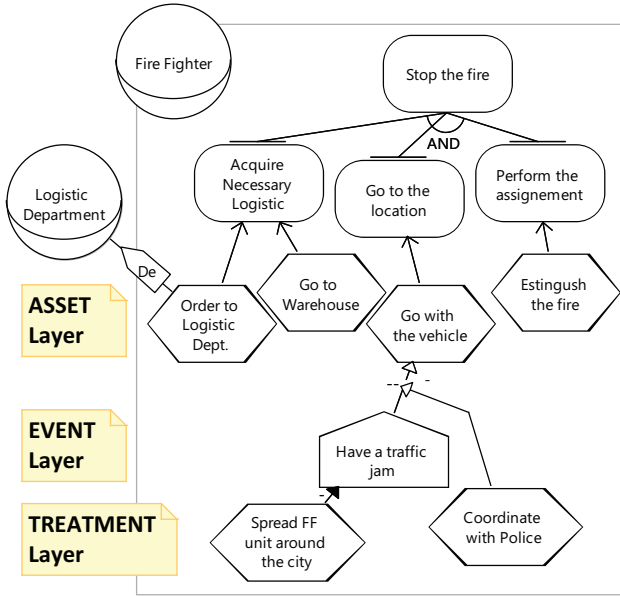 Fire Fighter
Stop the fire
AND
Acquire
Necessary
Logistic
Go to the
location
Perform the
assignement
Logistic
Department
De
ASSET
Layer
Order to
Logistic
Dept.
Go to
Warehouse
Go with
the vehicle
Estingush
the fire
--
-
EVENT
Layer
Have a traffic
jam
-
TREATMENT
Layer
Spread FF
unit around
the city
Coordinate
with Police